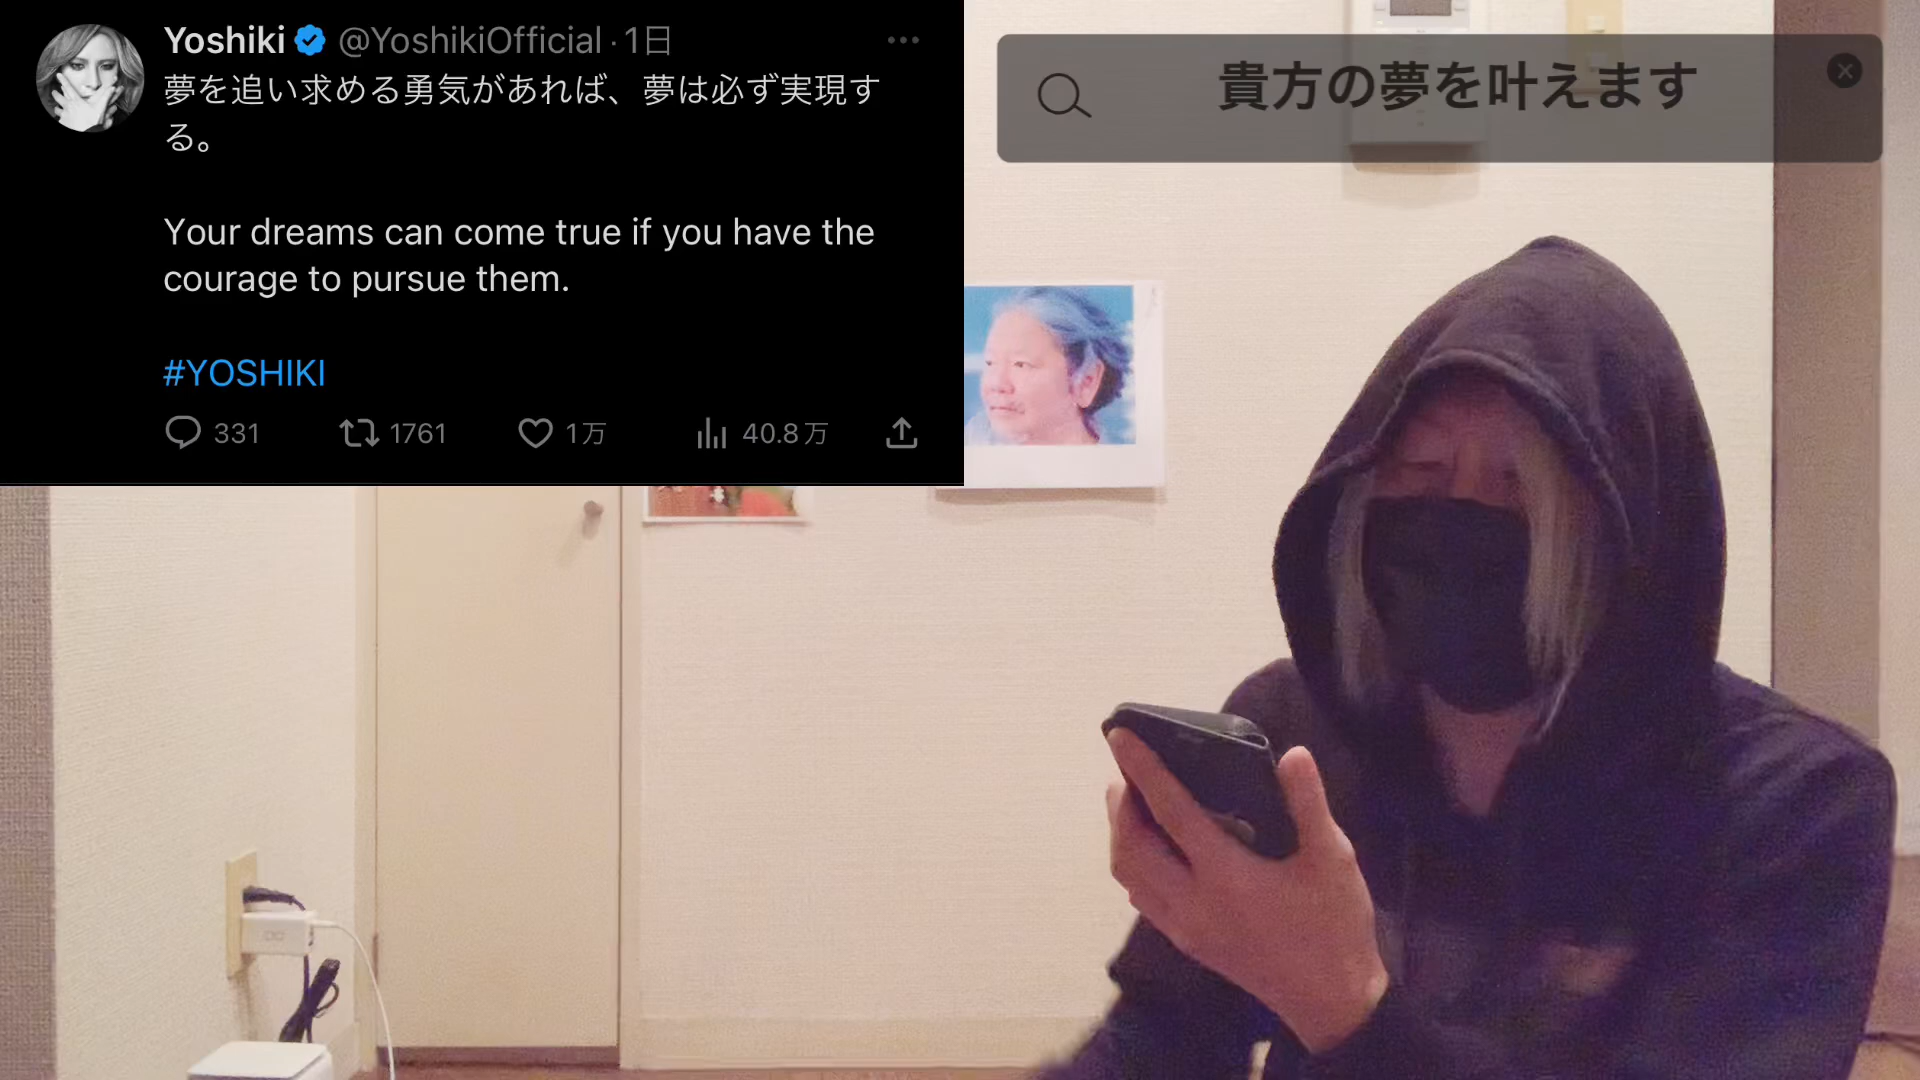 Yoshiki @YoshikiOfficial · 1日
夢を追い求める勇気があれば、夢は必ず実現す
る。
Your dreams can come true if you have the
courage to pursue them.
#YOSHIKI
331 1761 1万 40.8万
貴方の夢を叶えます